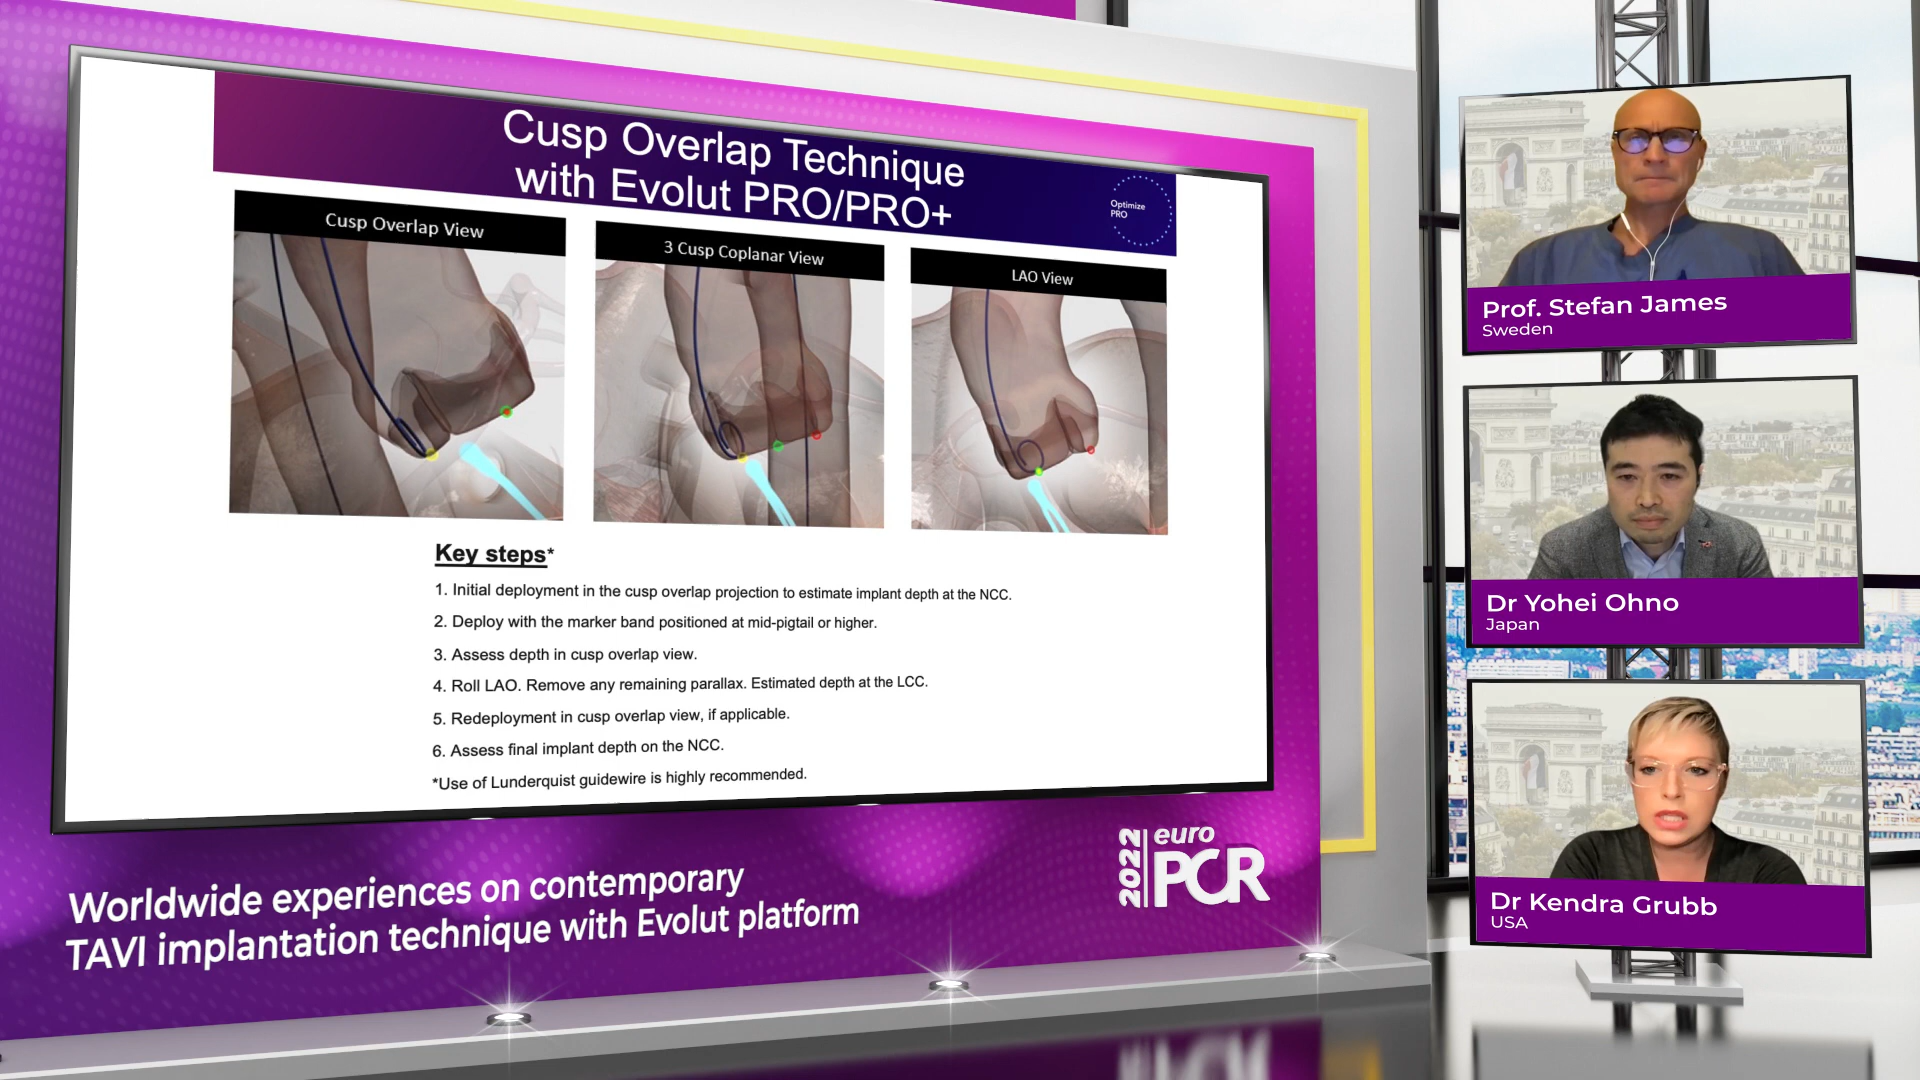 Cusp Overlap Technique
with Evolut PRO/PRO+
Optimize
PRO
Cusp Overlap View
3 Cusp Coplanar View
LAO View
Key steps*
1. Initial deployment in the cusp overlap projection to estimate implant depth at the NCC.
2. Deploy with the marker band positioned at mid-pigtail or higher.
3. Assess depth in cusp overlap view.
4. Roll LAO. Remove any remaining parallax. Estimated depth at the LCC.
5. Redeployment in cusp overlap view, if applicable.
6. Assess final implant depth on the NCC.
*Use of Lunderquist guidewire is highly recommended.
Worldwide experiences on contemporary
TAVI implantation technique with Evolut platform
2022
euro
PCR
Prof. Stefan James
Sweden
Dr Yohei Ohno
Japan
Dr Kendra Grubb
USA